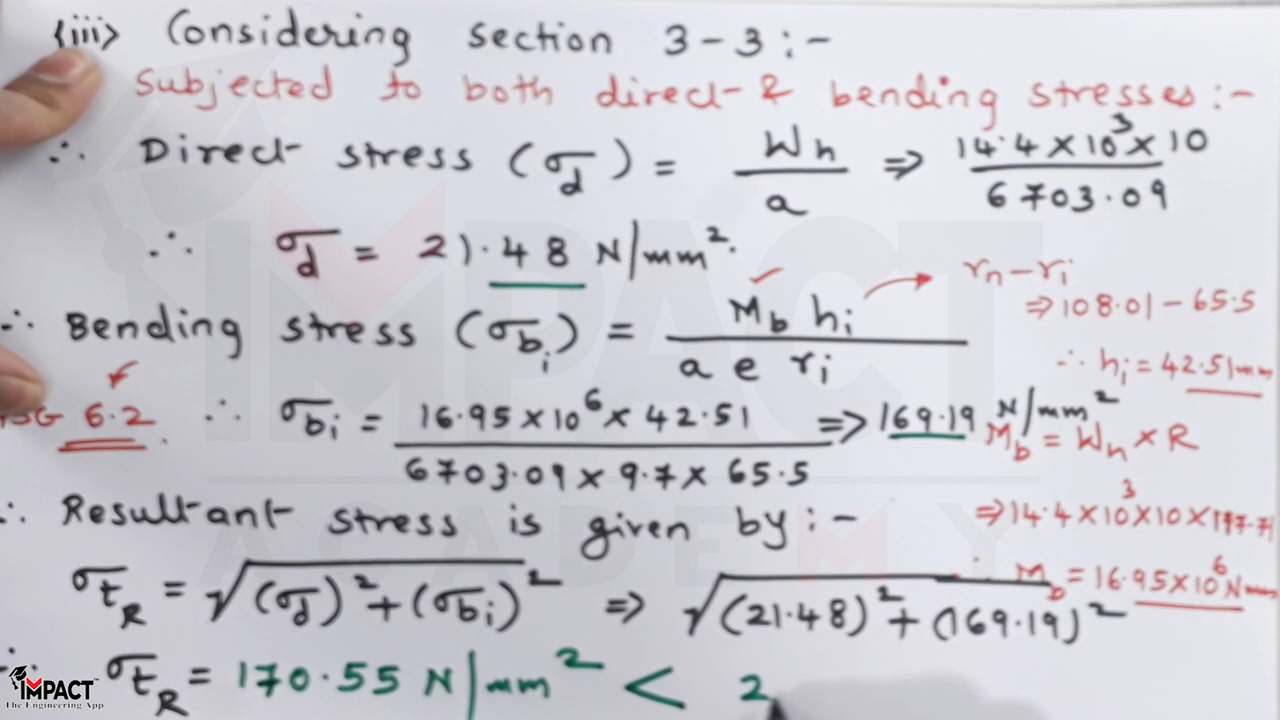 (iii) Considering section 3-3:-
Subjected to both direct & bending stresses:-
∴ Direct stress (σd) = Wh/a ⇒ 14.4 × 10³ × 10 / 6703.09
∴ σd = 21.48 N/mm².
∴ Bending stress (σbi) = Mb hi / a e ri
rn - ri
⇒ 108.01 - 65.5
∴ hi = 42.51mm
6.2 ∴ σbi = 16.95 × 10⁶ × 42.51 / 6703.09 × 9.7 × 65.5 ⇒ 169.19 N/mm²
Mb = Wh × R
⇒ 14.4 × 10³ × 10 ×
∴ Mb = 16.95 × 10⁶ Nmm
∴ Resultant stress is given by :-
σtR = √(σd)² + (σbi)² ⇒ √(21.48)² + (169.19)²
∴ σtR = 170.55 N/mm² < 2
IMPACT ACADEMY
IMPACT
The Engineering App